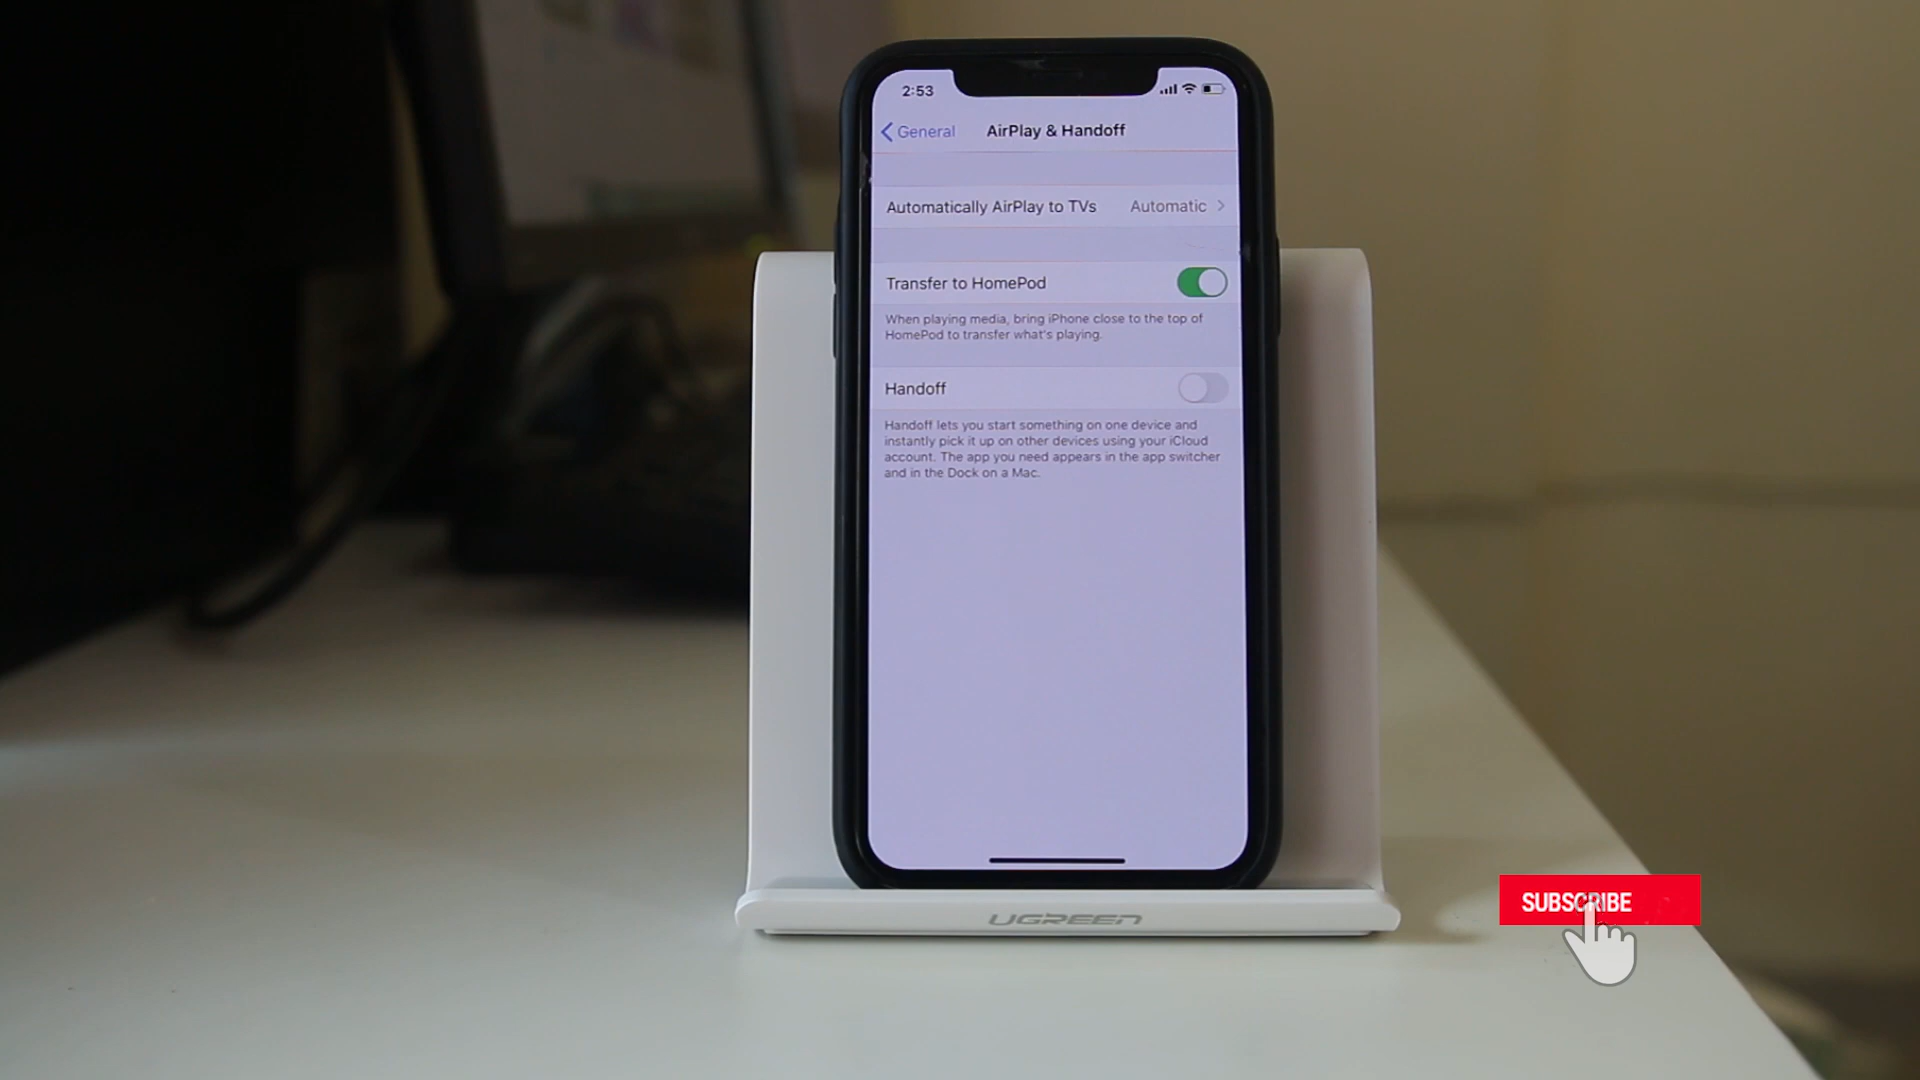 2:53
General
AirPlay & Handoff
Automatically AirPlay to TVs Automatic
Transfer to HomePod
When playing media, bring iPhone close to the top of
HomePod to transfer what's playing.
Handoff
Handoff lets you start something on one device and
instantly pick it up on other devices using your iCloud
account. The app you need appears in the app switcher
and in the Dock on a Mac.
UGREEN
SUBSCRIBE